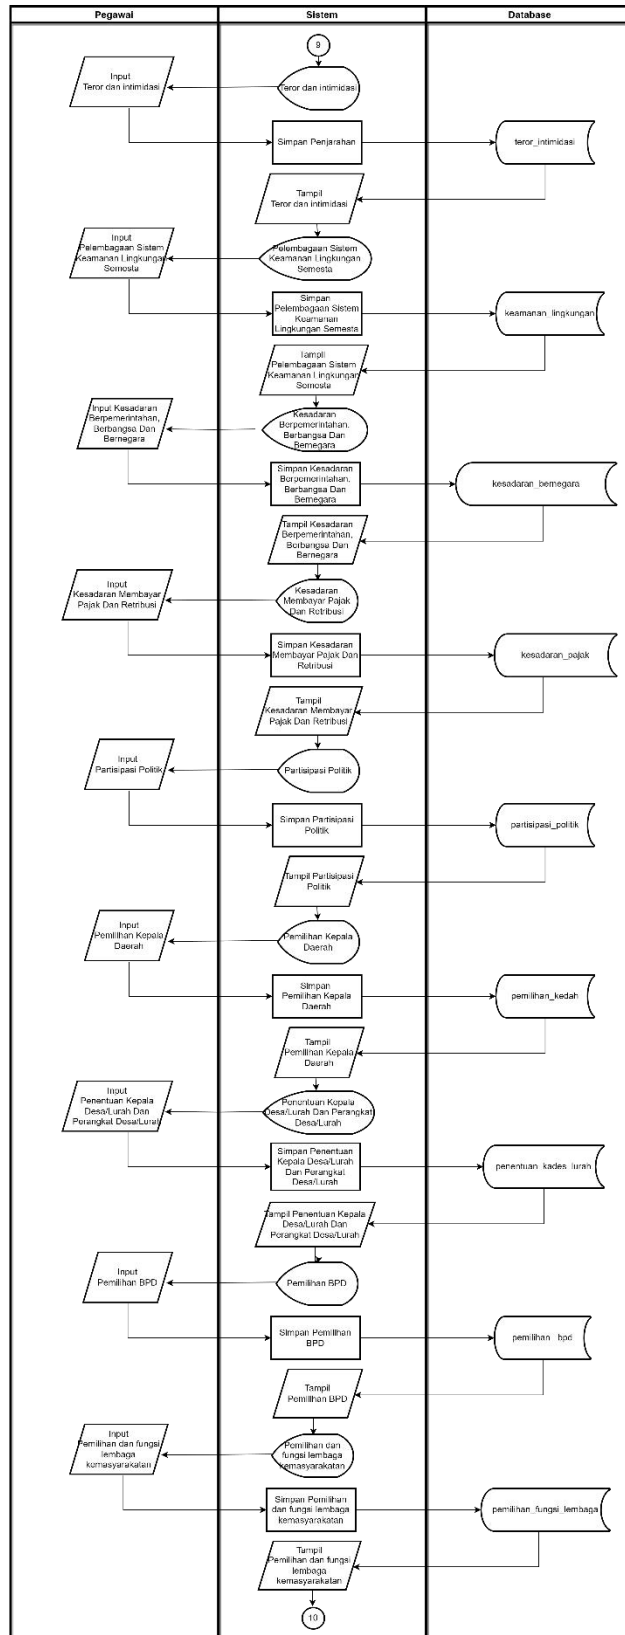 Pegawai
Sistem
Database
9
Input
Teror dan intimidasi
Teror dan intimidasi
Simpan Penjarahan
teror_intimidasi
Tampil
Teror dan intimidasi
Input
Pelembagaan Sistem
Keamanan Lingkungan
Semesta
Pelembagaan Sistem
Keamanan Lingkungan
Semesta
Simpan
Pelembagaan Sistem
Keamanan
Lingkungan Semesta
keamanan_lingkungan
Tampil
Pelembagaan Sistem
Keamanan Lingkungan
Semesta
Input Kesadaran
Berpemerintahan,
Berbangsa Dan
Bernegara
Kesadaran
Berpemerintahan,
Berbangsa Dan
Bernegara
Simpan Kesadaran
Berpemerintahan,
Berbangsa Dan
Bernegara
kesadaran_bernegara
Tampil Kesadaran
Berpemerintahan,
Berbangsa Dan
Bernegara
Input
Kesadaran Membayar
Pajak Dan Retribusi
Kesadaran
Membayar Pajak
Dan Retribusi
Simpan Kesadaran
Membayar Pajak Dan
Retribusi
kesadaran_pajak
Tampil
Kesadaran Membayar
Pajak Dan Retribusi
Input
Partisipasi Politik
Partisipasi Politik
Simpan Partisipasi
Politik
partisipasi_politik
Tampil Partisipasi
Politik
Input
Pemilihan Kepala
Daerah
Pemilihan Kepala
Daerah
Simpan
Pemilihan Kepala
Daerah
pemilihan_kedah
Tampil
Pemilihan Kepala
Daerah
Input
Penentuan Kepala
Desa/Lurah Dan
Perangkat Desa/Lurah
Penentuan Kepala
Desa/Lurah Dan Perangkat
Desa/Lurah
Simpan Penentuan
Kepala Desa/Lurah
Dan Perangkat
Desa/Lurah
penentuan_kades_lurah
Tampil Penentuan Kepala
Desa/Lurah Dan
Perangkat Desa/Lurah
Input
Pemilihan BPD
Pemilihan BPD
Simpan Pemilihan
BPD
pemilihan_bpd
Tampil
Pemilihan BPD
Input
Pemilihan dan fungsi
lembaga
kemasyarakatan
Pemilihan dan
fungsi lembaga
kemasyarakatan
Simpan Pemilihan
dan fungsi lembaga
kemasyarakatan
pemilihan_fungsi_lembaga
Tampil
Pemilihan dan fungsi
lembaga
kemasyarakatan
10